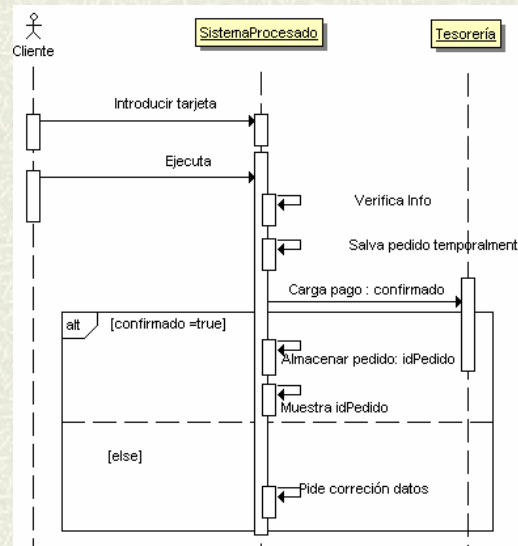 Cliente
SistemaProcesado
Tesorería
Introducir tarjeta
Ejecuta
Verifica Info
Salva pedido temporalment
Carga pago : confirmado
alt
[confirmado =true]
Almacenar pedido: idPedido
Muestra idPedido
[else]
Pide correción datos